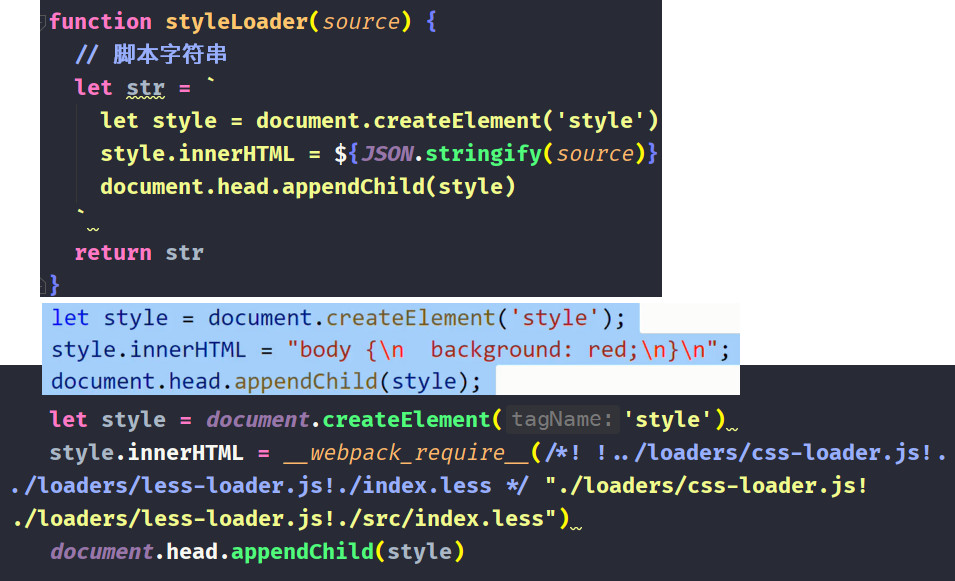 function styleLoader(source) {
// 脚本字符串
let str = `
let style = document.createElement('style')
style.innerHTML = ${JSON.stringify(source)}
document.head.appendChild(style)
`
return str
}
let style = document.createElement('style');
style.innerHTML = "body {\n  background: red;\n}\n";
document.head.appendChild(style);
let style = document.createElement( tagName: 'style')
style.innerHTML = __webpack_require__(/*! !../loaders/css-loader.js!.
./loaders/less-loader.js!./index.less */ "./loaders/css-loader.js!
./loaders/less-loader.js!./src/index.less")
document.head.appendChild(style)